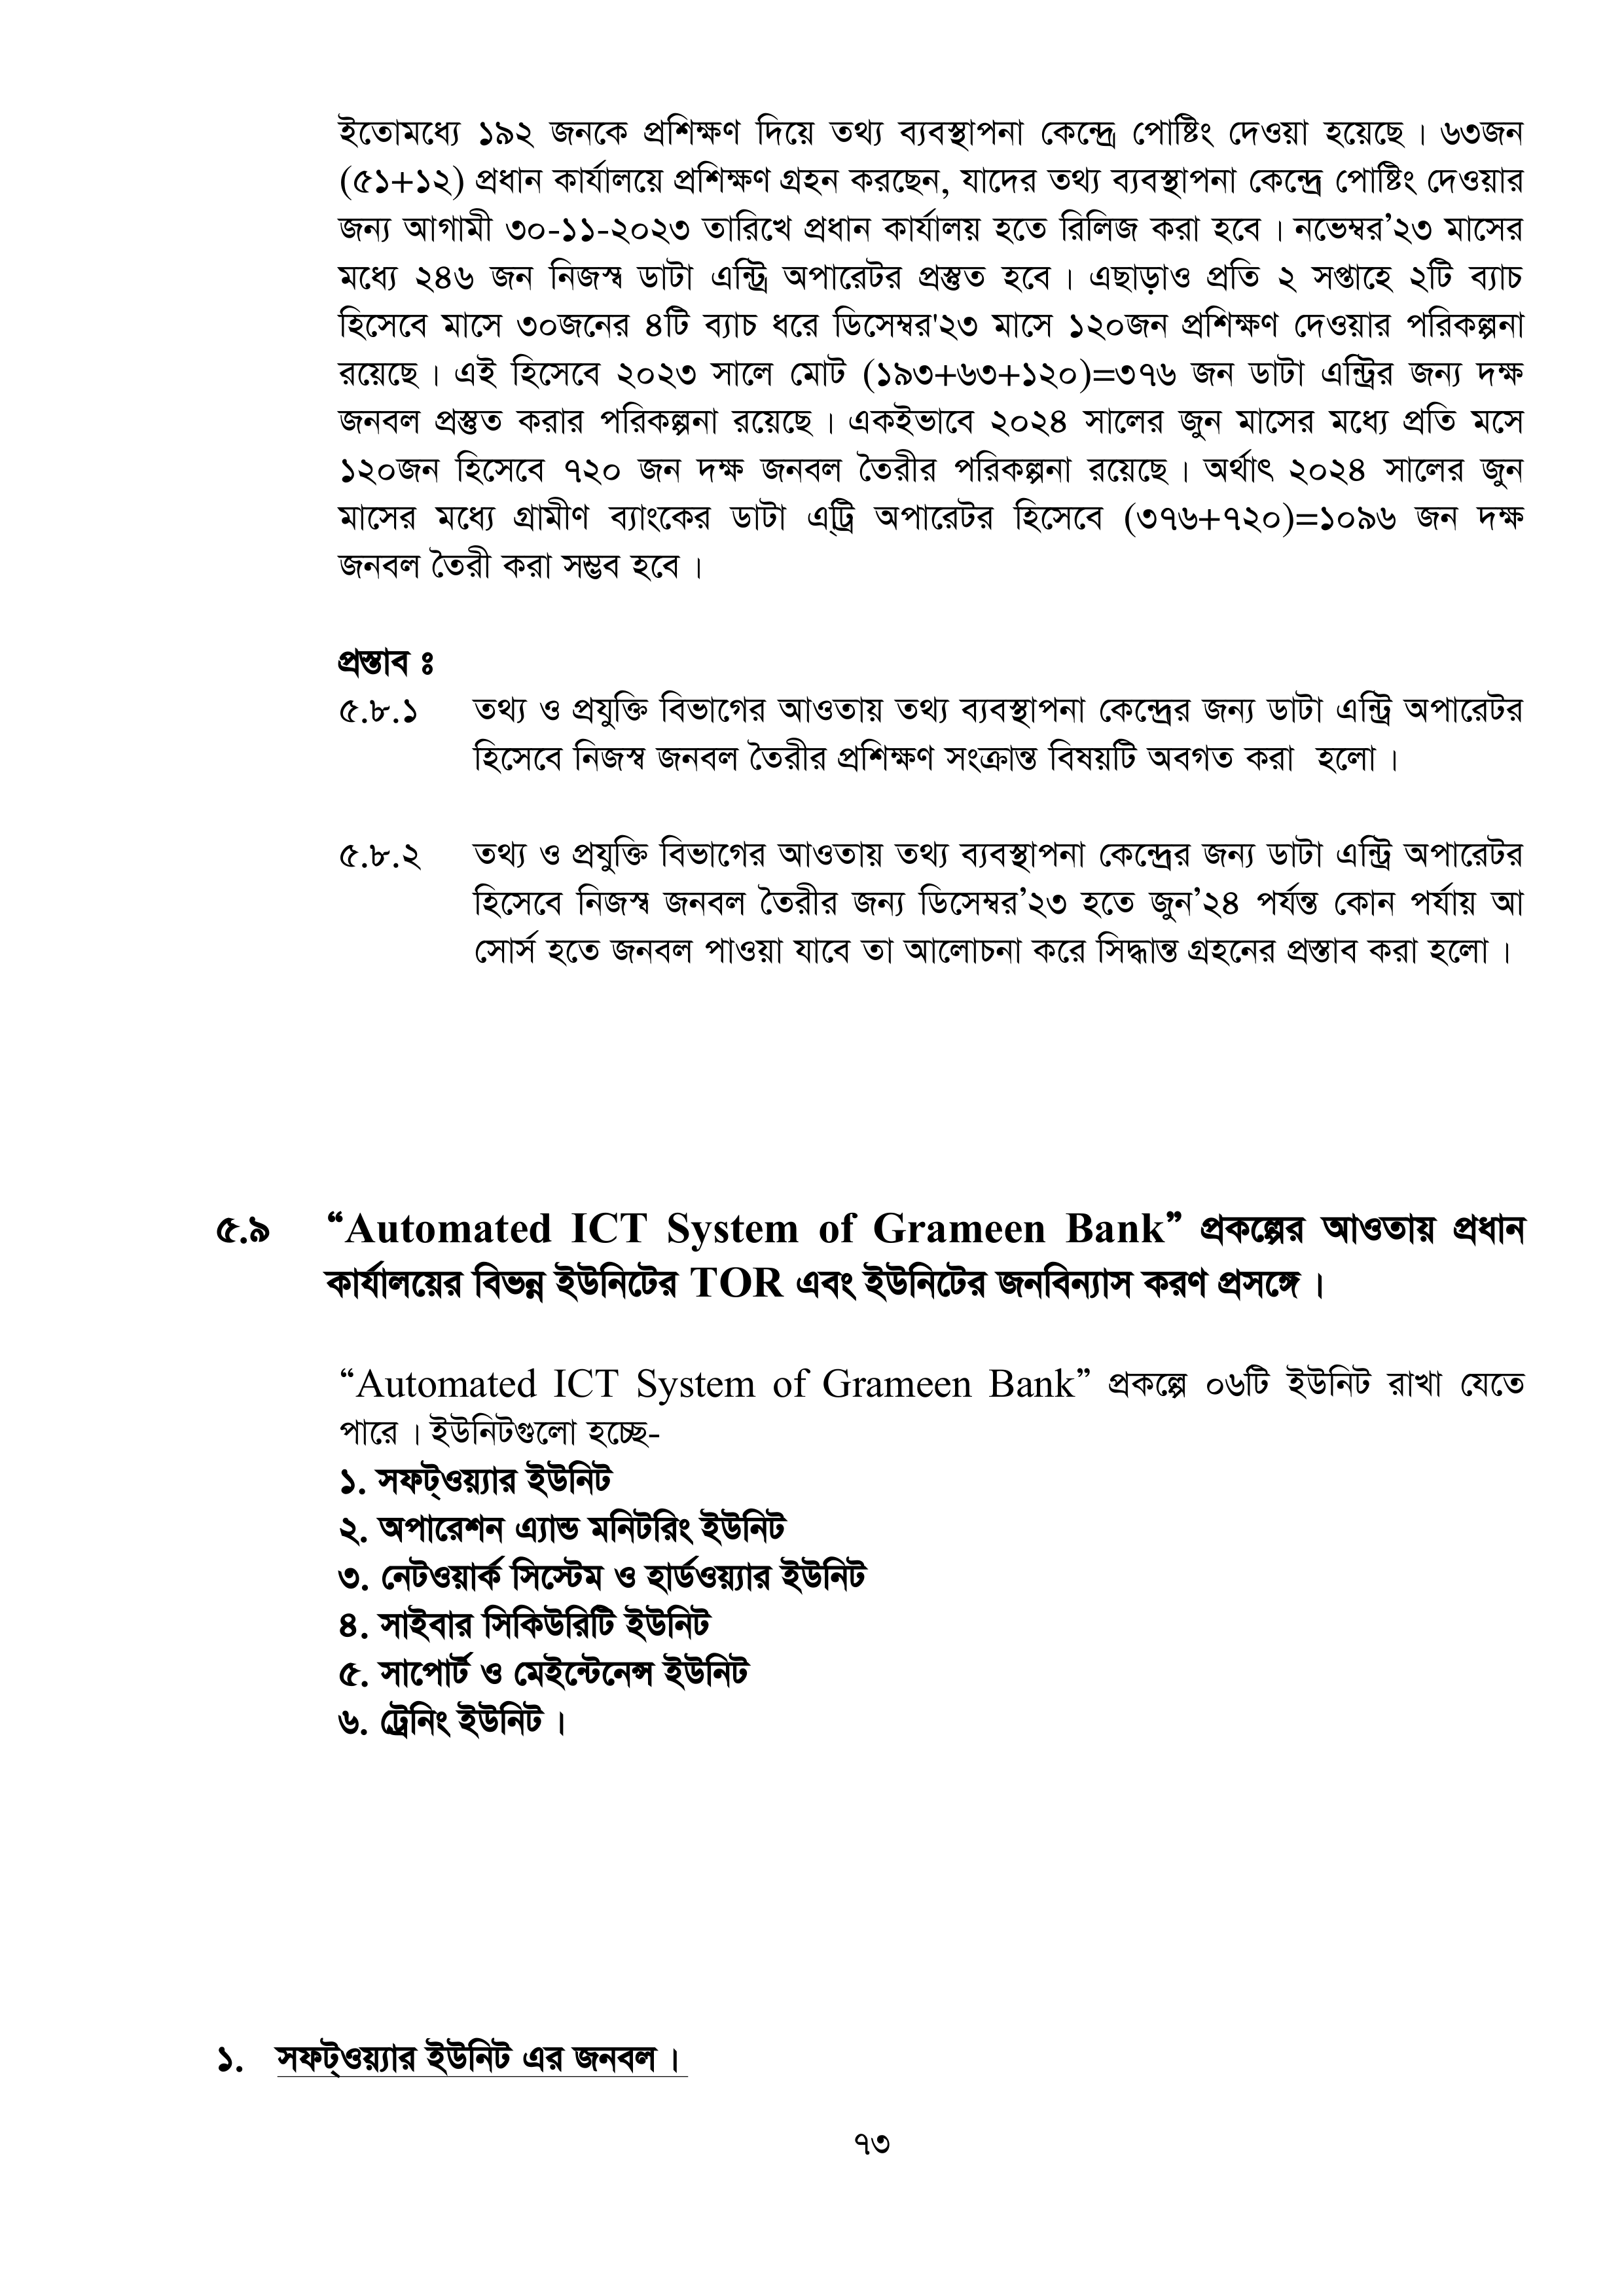 ইতোমধ্যে ১৯২ জনকে প্রশিক্ষণ দিয়ে তথ্য ব্যবস্থাপনা কেন্দ্রে পোষ্টিং দেওয়া হয়েছে। ৬৩জন
(৫১+১২) প্রধান কার্যালয়ে প্রশিক্ষণ গ্রহন করছেন, যাদের তথ্য ব্যবস্থাপনা কেন্দ্রে পোষ্টিং দেওয়ার
জন্য আগামী ৩০-১১-২০২৩ তারিখে প্রধান কার্যালয় হতে রিলিজ করা হবে। নভেম্বর’২৩ মাসের
মধ্যে ২৪৬ জন নিজস্ব ডাটা এন্ট্রি অপারেটর প্রস্তুত হবে। এছাড়াও প্রতি ২ সপ্তাহে ২টি ব্যাচ
হিসেবে মাসে ৩০জনের ৪টি ব্যাচ ধরে ডিসেম্বর'২৩ মাসে ১২০জন প্রশিক্ষণ দেওয়ার পরিকল্পনা
রয়েছে। এই হিসেবে ২০২৩ সালে মোট (১৯৩+৬৩+১২০)=৩৭৬ জন ডাটা এন্ট্রির জন্য দক্ষ
জনবল প্রস্তুত করার পরিকল্পনা রয়েছে। একইভাবে ২০২৪ সালের জুন মাসের মধ্যে প্রতি মসে
১২০জন হিসেবে ৭২০ জন দক্ষ জনবল তৈরীর পরিকল্পনা রয়েছে। অর্থাৎ ২০২৪ সালের জুন
মাসের মধ্যে গ্রামীণ ব্যাংকের ডাটা এ্ট্রি অপারেটর হিসেবে (৩৭৬+৭২০)=১০৯৬ জন দক্ষ
জনবল তৈরী করা সম্ভব হবে।
প্রস্তাব ঃ
৫.৮.১ তথ্য ও প্রযুক্তি বিভাগের আওতায় তথ্য ব্যবস্থাপনা কেন্দ্রের জন্য ডাটা এন্ট্রি অপারেটর
হিসেবে নিজস্ব জনবল তৈরীর প্রশিক্ষণ সংক্রান্ত বিষয়টি অবগত করা হলো।
৫.৮.২ তথ্য ও প্রযুক্তি বিভাগের আওতায় তথ্য ব্যবস্থাপনা কেন্দ্রের জন্য ডাটা এন্ট্রি অপারেটর
হিসেবে নিজস্ব জনবল তৈরীর জন্য ডিসেম্বর’২৩ হতে জুন’২৪ পর্যন্ত কোন পর্যায় আ
সোর্স হতে জনবল পাওয়া যাবে তা আলোচনা করে সিদ্ধান্ত গ্রহনের প্রস্তাব করা হলো।
৫.৯ “Automated ICT System of Grameen Bank” প্রকল্পের আওতায় প্রধান
কার্যালয়ের বিভন্ন ইউনিটের TOR এবং ইউনিটের জনবিন্যাস করণ প্রসঙ্গে।
“Automated ICT System of Grameen Bank” প্রকল্পে ০৬টি ইউনিট রাখা যেতে
পারে। ইউনিটগুলো হচ্ছে-
১. সফট্ওয়্যার ইউনিট
২. অপারেশন এ্যান্ড মনিটরিং ইউনিট
৩. নেটওয়ার্ক সিস্টেম ও হার্ডওয়্যার ইউনিট
৪. সাইবার সিকিউরিটি ইউনিট
৫. সাপোর্ট ও মেইন্টেনেন্স ইউনিট
৬. ট্রেনিং ইউনিট।
১. সফট্ওয়্যার ইউনিট এর জনবল।
৭৩